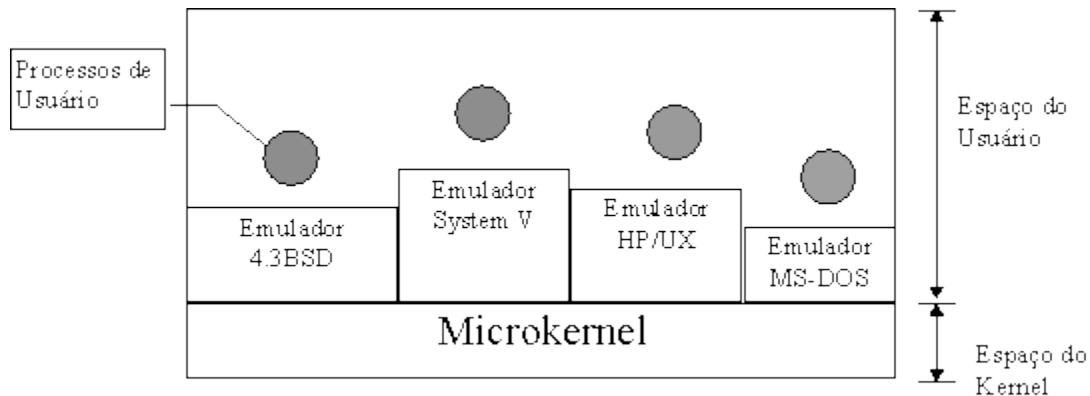 Processos de
Usuário
Espaço do
Usuário
Emulador
4.3BSD
Emulador
System V
Emulador
HP/UX
Emulador
MS-DOS
Microkernel
Espaço do
Kernel